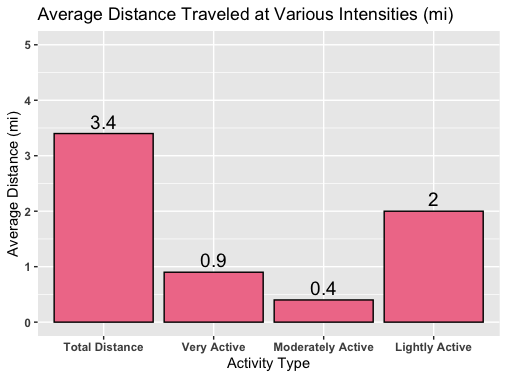 Average Distance Traveled at Various Intensities (mi)
5
4
3
2
1
0
Average Distance (mi)
3.4
0.9
0.4
2
Total Distance
Very Active
Moderately Active
Lightly Active
Activity Type